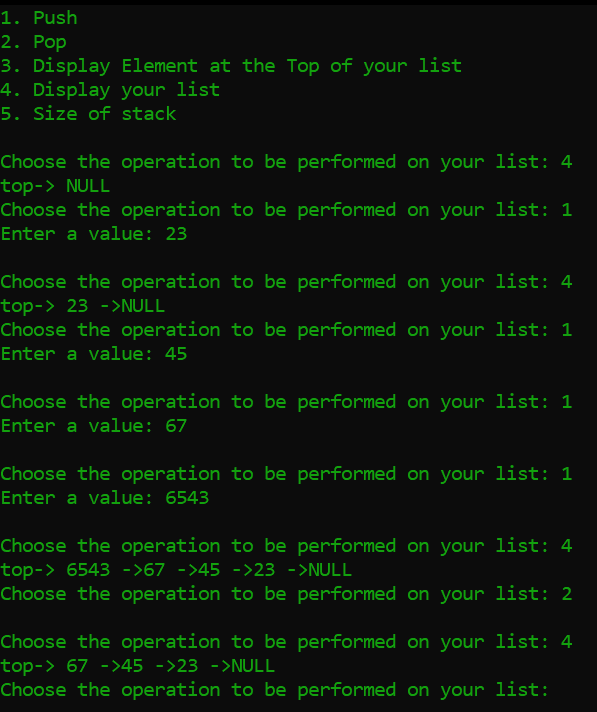 1. Push
2. Pop
3. Display Element at the Top of your list
4. Display your list
5. Size of stack
Choose the operation to be performed on your list: 4
top-> NULL
Choose the operation to be performed on your list: 1
Enter a value: 23
Choose the operation to be performed on your list: 4
top-> 23 ->NULL
Choose the operation to be performed on your list: 1
Enter a value: 45
Choose the operation to be performed on your list: 1
Enter a value: 67
Choose the operation to be performed on your list: 1
Enter a value: 6543
Choose the operation to be performed on your list: 4
top-> 6543 ->67 ->45 ->23 ->NULL
Choose the operation to be performed on your list: 2
Choose the operation to be performed on your list: 4
top-> 67 ->45 ->23 ->NULL
Choose the operation to be performed on your list: